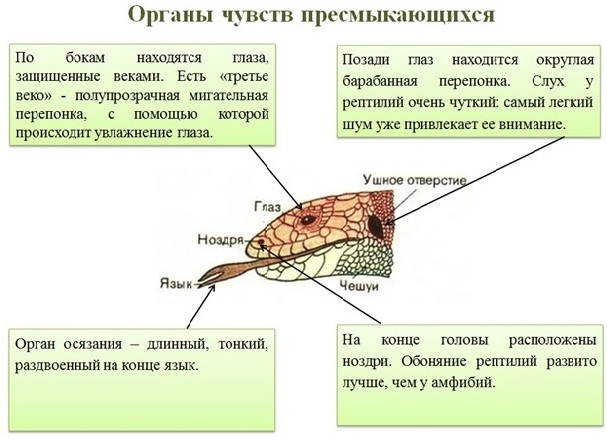 Органы чувств пресмыкающихся
По бокам находятся глаза,
защищенные веками. Есть «третье
веко» - полупрозрачная мигательная
перепонка, с помощью которой
происходит увлажнение глаза.
Позади глаз находится округлая
барабанная перепонка. Слух у
рептилий очень чуткий: самый легкий
шум уже привлекает ее внимание.
Ушное отверстие
Глаз
Ноздря
Язык
Чешуи
Орган осязания – длинный, тонкий,
раздвоенный на конце язык.
На конце головы расположены
ноздри. Обоняние рептилий развито
лучше, чем у амфибий.